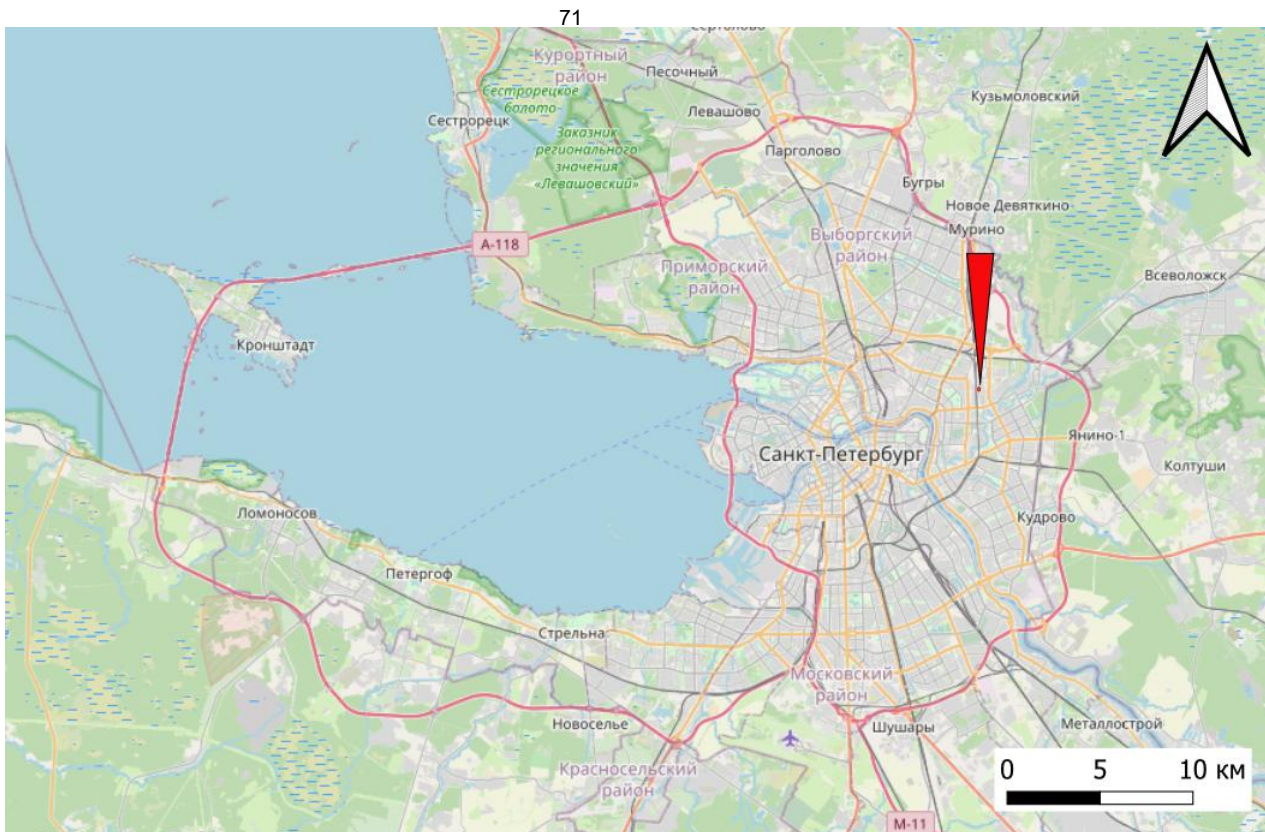 71
Сертолово
Курортный
район
Песочный
Сестрорецкое
болото
Кузьмоловский
Левашово
Сестрорецк
Заказник
регионального
значения
«Левашовский»
Парголово
Бугры
Новое Девяткино
Мурино
Выборгский
район
А-118
Приморский
район
Всеволожск
Кронштадт
Янино-1
Санкт-Петербург
Колтуши
Ломоносов
Кудрово
Петергоф
Стрельна
Московский
район
Новоселье
Шушары
Металлострой
Красносельский
район
0 5 10 км
М-11